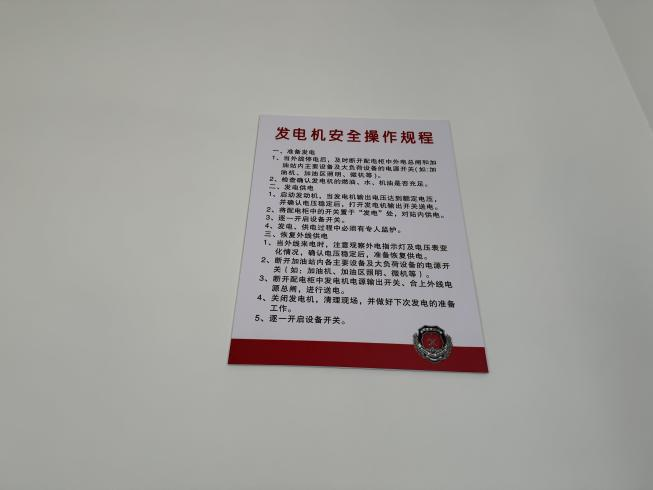 发电机安全操作规程
一、准备发电
1、当外线停电后，及时断开配电柜中外电总闸和加
油站内主要设备及大负荷设备的电源开关(如:加
油机、加油区照明、微机等)。
2、检查确认发电机的燃油、水、机油是否充足。
二、发电供电
1、启动发动机，当发电机输出电压达到额定电压，
并确认电压稳定后，打开发电机输出开关送电。
2、将配电柜中的开关置于“发电”处，对站内供电。
3、逐一开启设备开关。
4、发电、供电过程中必须有专人监护。
三、恢复外线供电
1、当外线来电时，注意观察外电指示灯及电压表变
化情况，确认电压稳定后，准备恢复供电。
2、断开加油站内各主要设备及大负荷设备的电源开
关（如：加油机、加油区照明、微机等）。
3、断开配电柜中发电机电源输出开关、合上外线电
源总闸，进行送电。
4、关闭发电机，清理现场，并做好下次发电的准备
工作。
5、逐一开启设备开关。